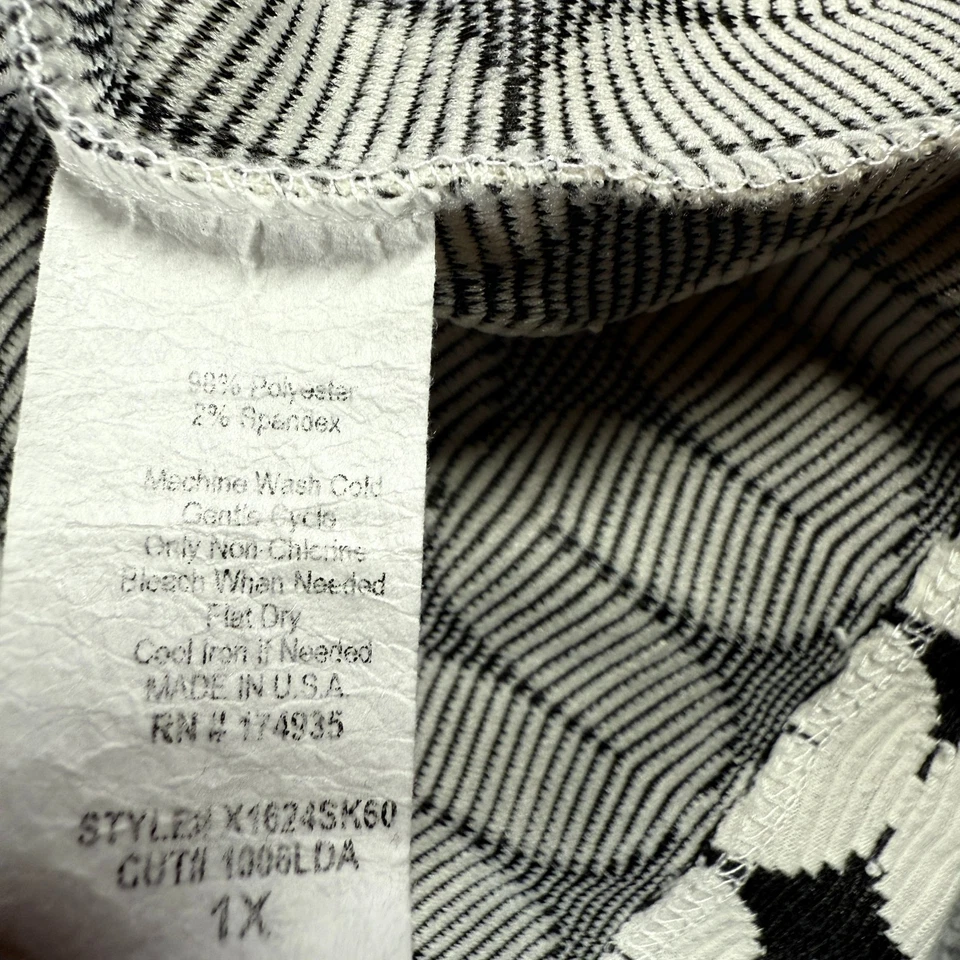 98% Polyester
2% Spandex
Machine Wash Cold
Gentle Cycle
Only Non-Chlorine
Bleach When Needed
Flat Dry
Cool Iron If Needed
MADE IN U.S.A.
RN # 174935
STYLE# X1624SK60
CUT# 1006LDA
1X